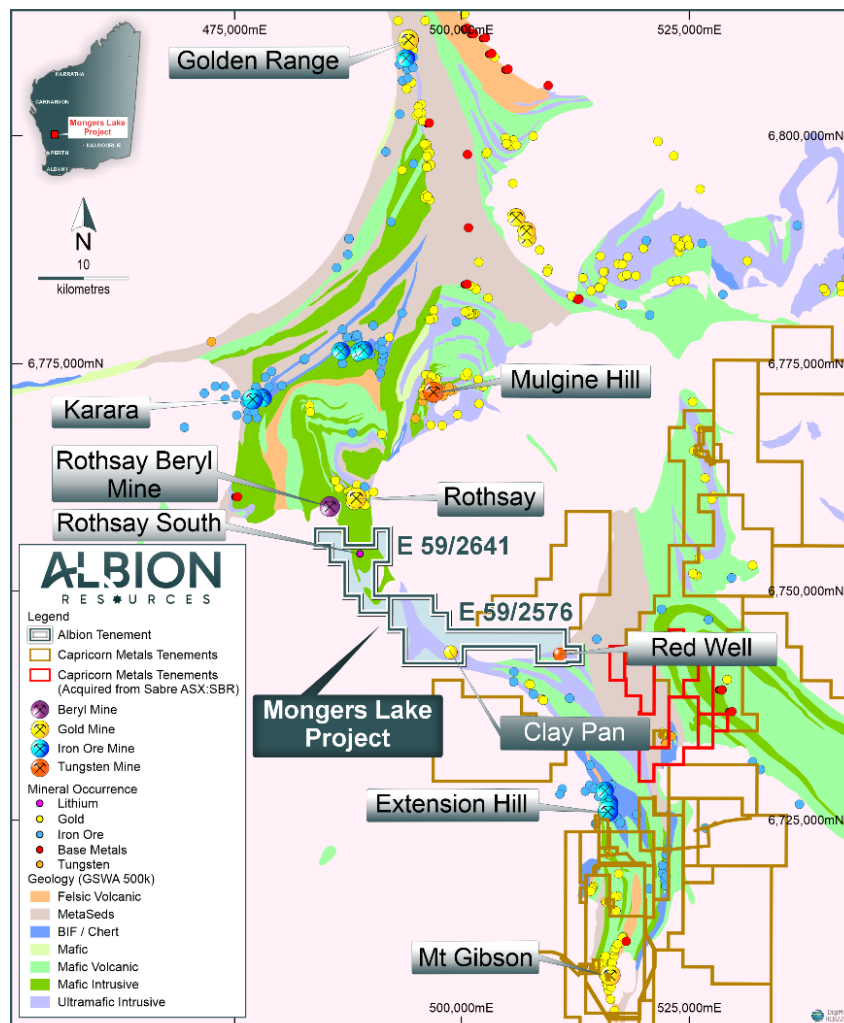 475,000mE
500,000mE
525,000mE
Golden Range
KARRATHA
CARNARVON
Mongers Lake
Project
KALGOORLIE
PERTH
ALBANY
6,800,000mN
N
10
kilometres
6,775,000mN
6,775,000mN
Mulgine Hill
Karara
Rothsay Beryl
Mine
Rothsay
Rothsay South
E 59/2641
6,750,000mN
E 59/2576
Red Well
Mongers Lake
Project
Clay Pan
Extension Hill
6,725,000mN
Mt Gibson
500,000mE
525,000mE
ALBION
RESOURCES
Legend
Albion Tenement
Capricorn Metals Tenements
Capricorn Metals Tenements
(Acquired from Sabre ASX:SBR)
Beryl Mine
Gold Mine
Iron Ore Mine
Tungsten Mine
Mineral Occurrence
Lithium
Gold
Iron Ore
Base Metals
Tungsten
Geology (GSWA 500k)
Felsic Volcanic
MetaSeds
BIF / Chert
Mafic
Mafic Volcanic
Mafic Intrusive
Ultramafic Intrusive